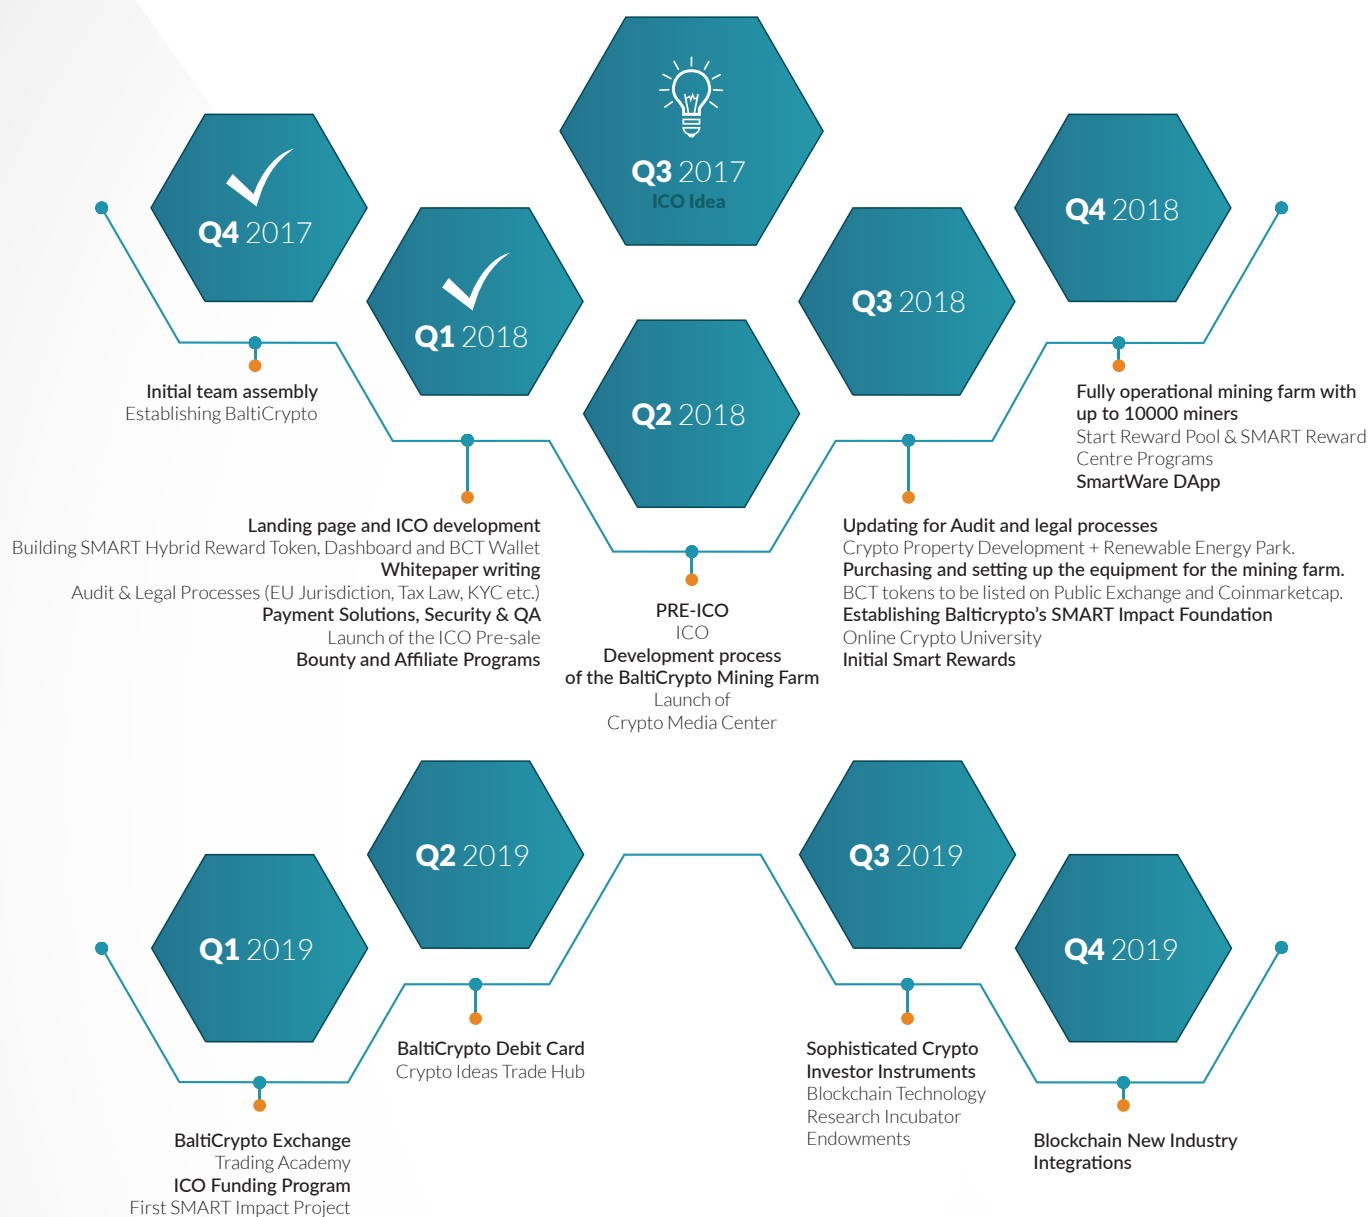 Q3 2017
ICO Idea
Q4 2017
Initial team assembly
Establishing BaltiCrypto
Q1 2018
Landing page and ICO development
Building SMART Hybrid Reward Token, Dashboard and BCT Wallet
Whitepaper writing
Audit & Legal Processes (EU Jurisdiction, Tax Law, KYC etc.)
Payment Solutions, Security & QA
Launch of the ICO Pre-sale
Bounty and Affiliate Programs
Q2 2018
PRE-ICO
ICO
Development process
of the BaltiCrypto Mining Farm
Launch of
Crypto Media Center
Q3 2018
Updating for Audit and legal processes
Crypto Property Development + Renewable Energy Park.
Purchasing and setting up the equipment for the mining farm.
BCT tokens to be listed on Public Exchange and Coinmarketcap.
Establishing Balticrypto's SMART Impact Foundation
Online Crypto University
Initial Smart Rewards
Q4 2018
Fully operational mining farm with
up to 10000 miners
Start Reward Pool & SMART Reward
Centre Programs
SmartWare DApp
Q1 2019
BaltiCrypto Exchange
Trading Academy
ICO Funding Program
First SMART Impact Project
Q2 2019
BaltiCrypto Debit Card
Crypto Ideas Trade Hub
Q3 2019
Sophisticated Crypto
Investor Instruments
Blockchain Technology
Research Incubator
Endowments
Q4 2019
Blockchain New Industry
Integrations